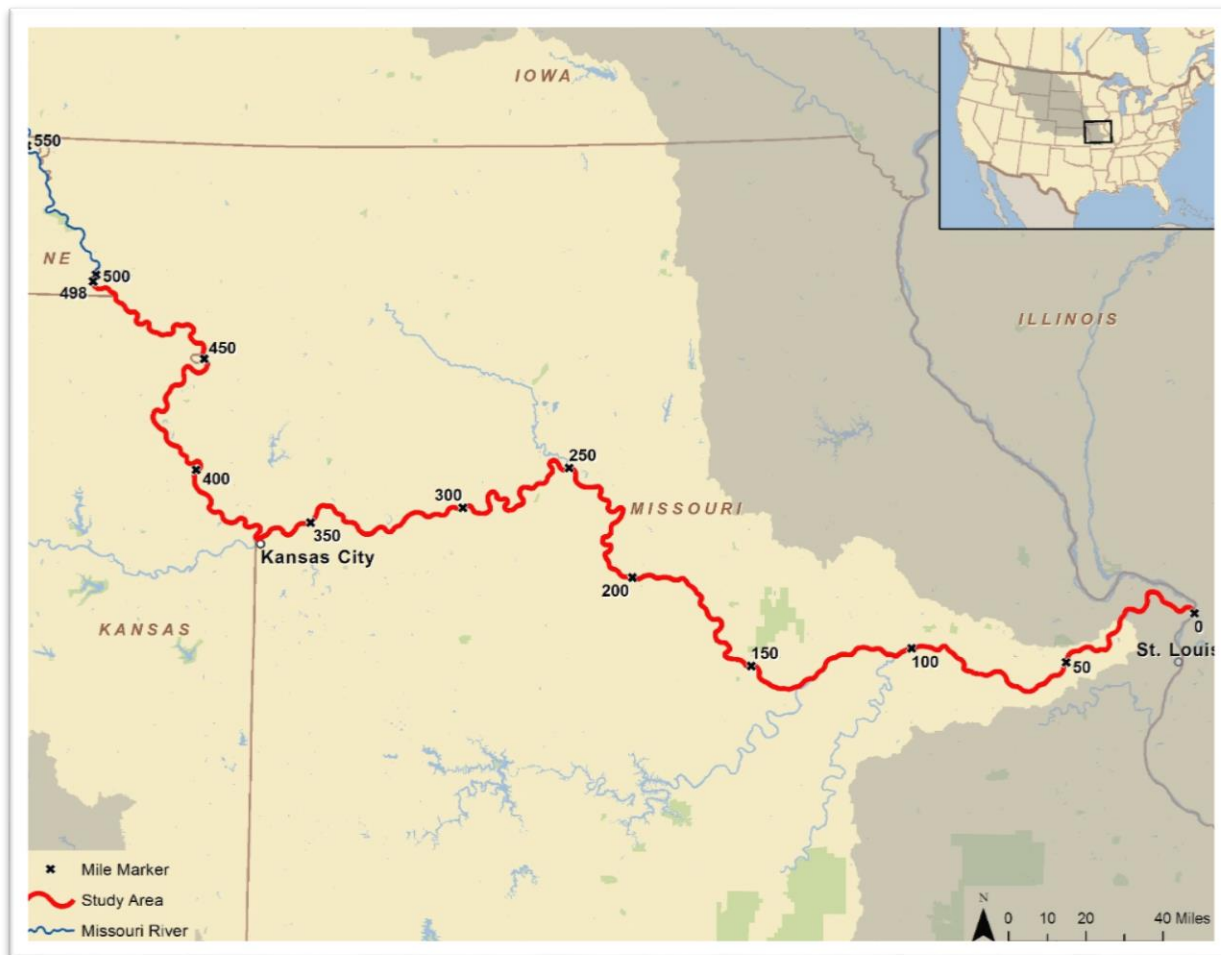 IOWA
550
NE
500
498
ILLINOIS
450
250
400
300
MISSOURI
350
Kansas City
200
KANSAS
0
150
100
50
St. Louis
Mile Marker
Study Area
Missouri River
N
0 10 20 40 Miles